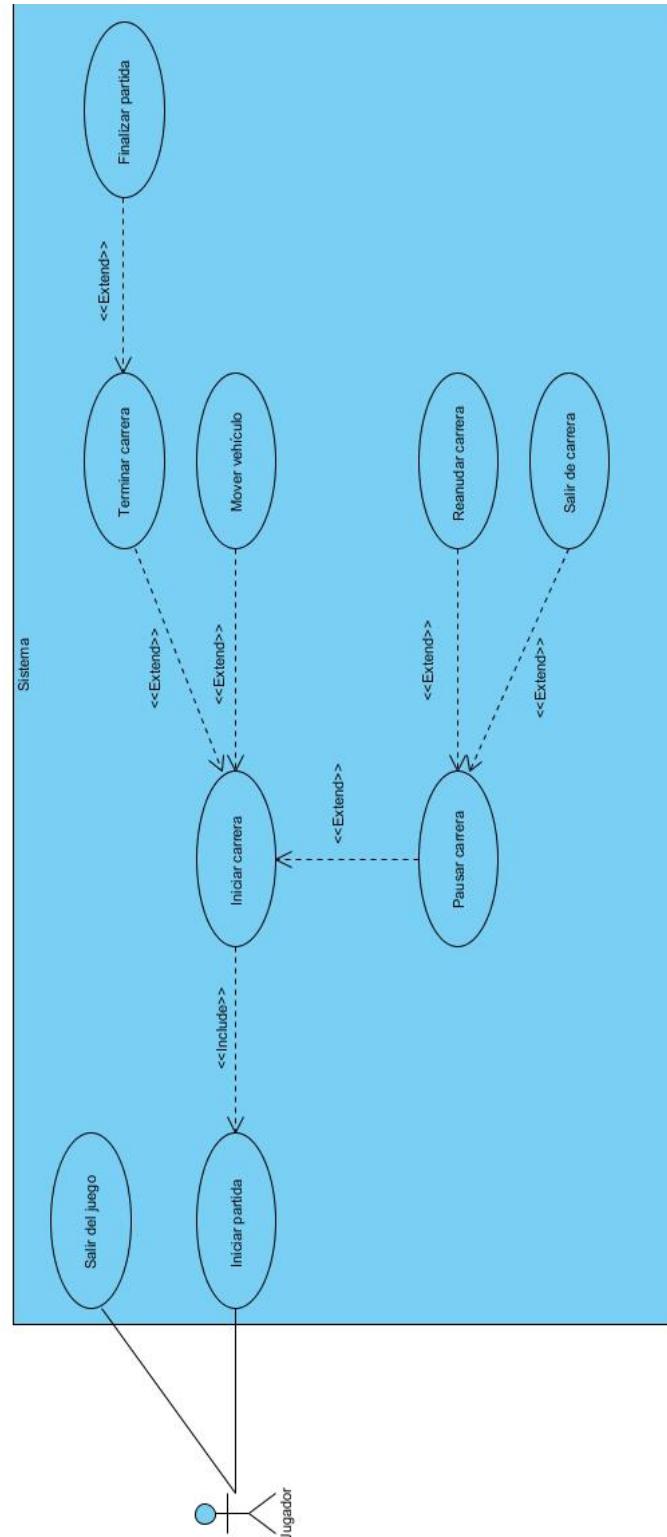 Sistema
Jugador
Salir del juego
Iniciar partida
<<Include>>
Iniciar carrera
<<Extend>>
Pausar carrera
<<Extend>>
<<Extend>>
<<Extend>>
<<Extend>>
Terminar carrera
Mover vehículo
Reanudar carrera
Salir de carrera
<<Extend>>
Finalizar partida